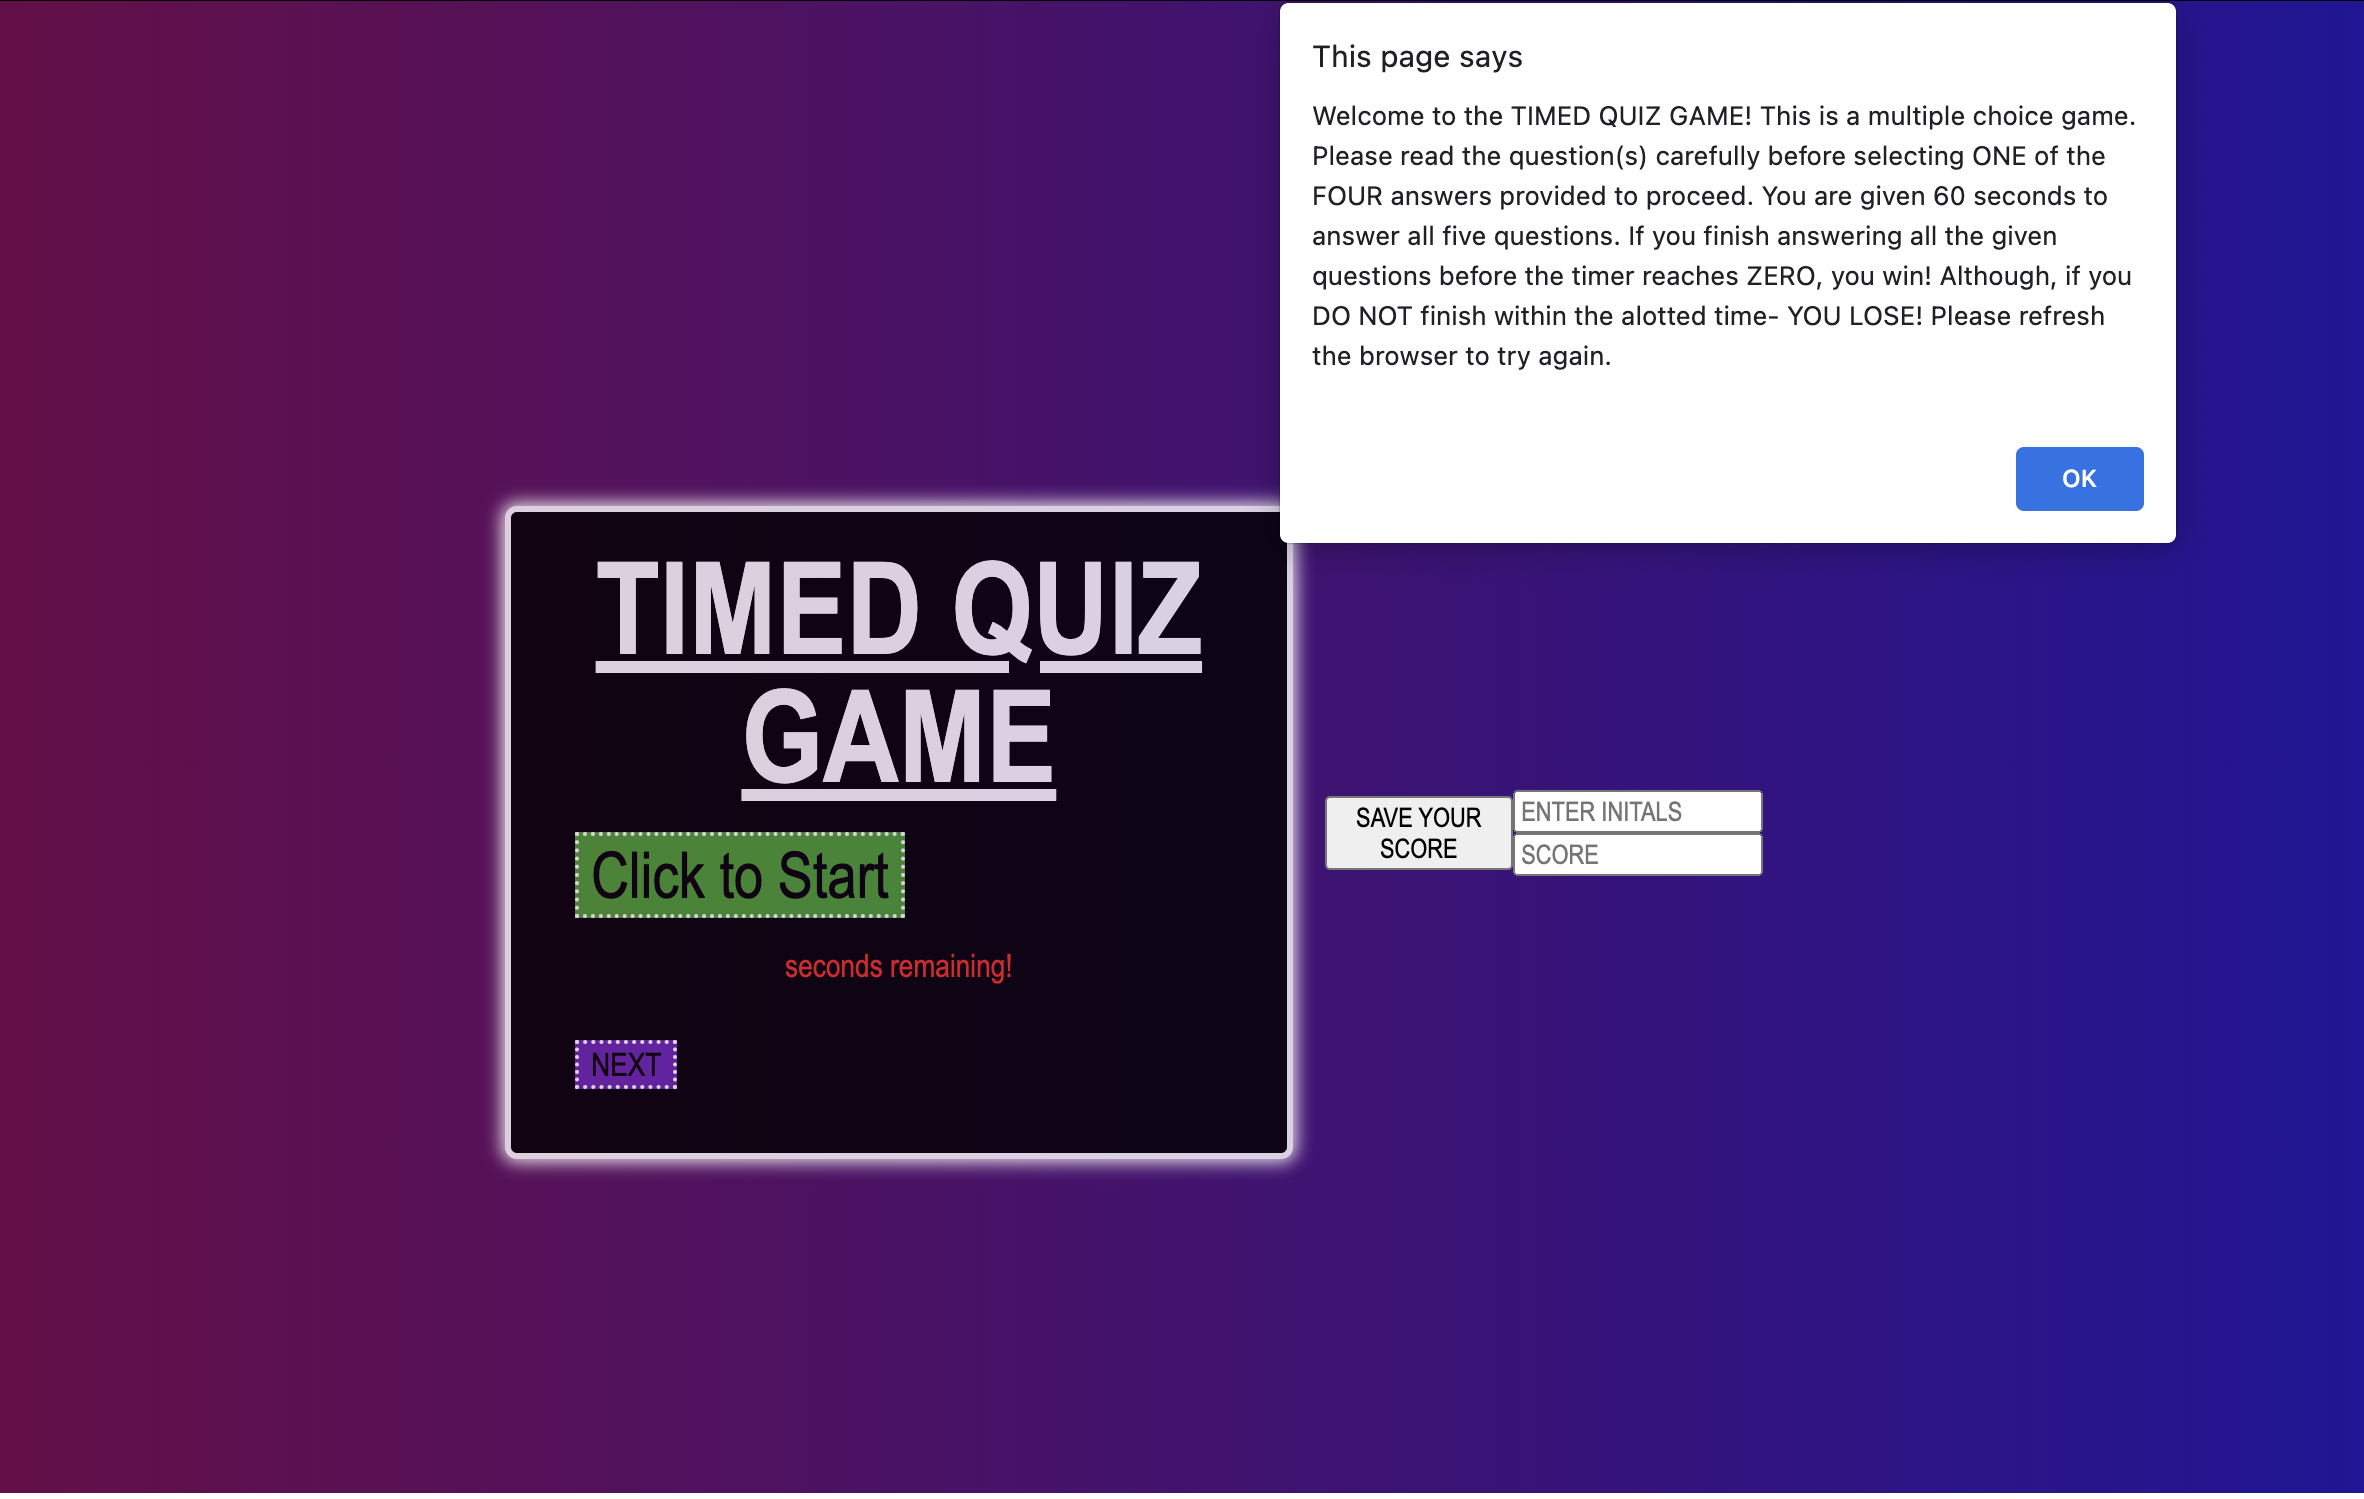 This page says
Welcome to the TIMED QUIZ GAME! This is a multiple choice game.
Please read the question(s) carefully before selecting ONE of the
FOUR answers provided to proceed. You are given 60 seconds to
answer all five questions. If you finish answering all the given
questions before the timer reaches ZERO, you win! Although, if you
DO NOT finish within the alotted time- YOU LOSE! Please refresh
the browser to try again.
OK
TIMED QUIZ
GAME
Click to Start
seconds remaining!
NEXT
SAVE YOUR
SCORE
ENTER INITALS
SCORE